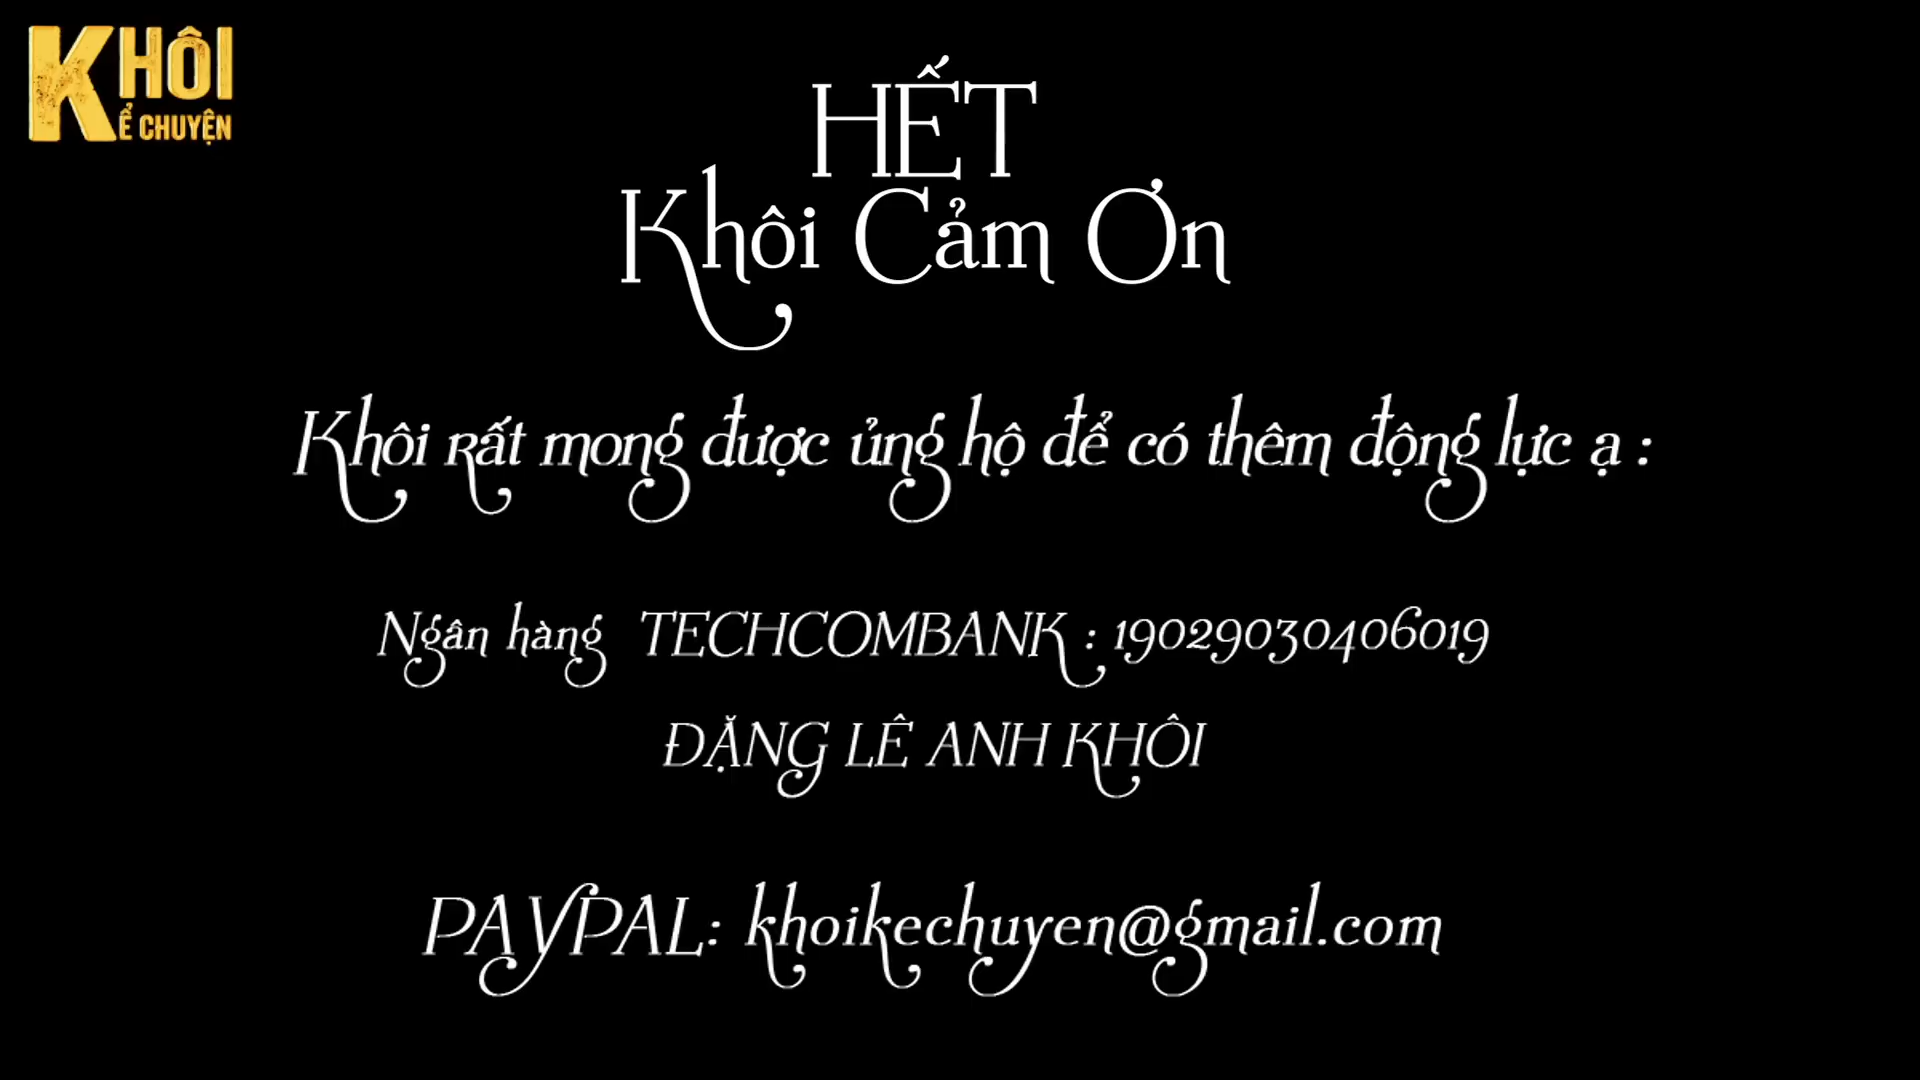 KHÔI
KỂ CHUYỆN
HẾT
Khôi Cảm Ơn
Khôi rất mong được ủng hộ để có thêm động lực ạ :
Ngân hàng TECHCOMBANK : 19029030406019
ĐẶNG LÊ ANH KHÔI
PAYPAL: khoikechuyen@gmail.com